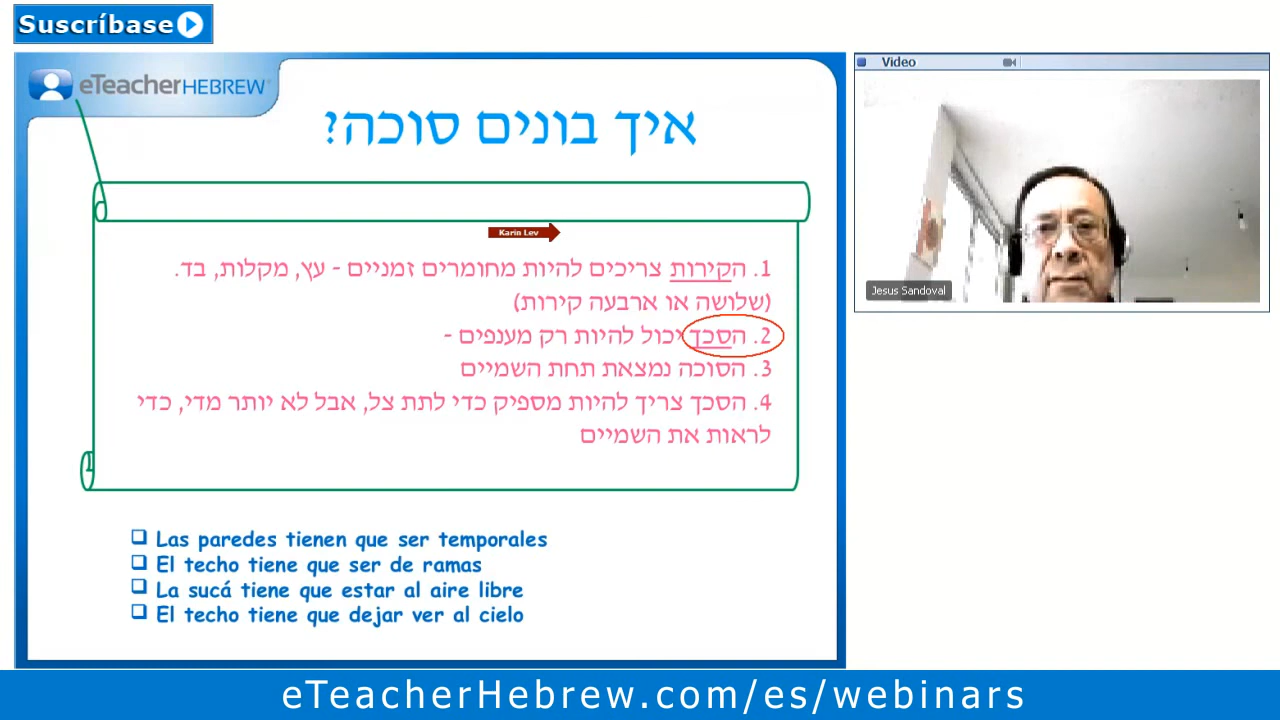 Suscríbase
eTeacherHEBREW
איך בונים סוכה?
Karin Lev
1. הקירות צריכים להיות מחומרים זמניים - עץ, מקלות, בד.
(שלושה או ארבעה קירות)
2. הסכך יכול להיות רק מענפים -
3. הסוכה נמצאת תחת השמיים
4. הסכך צריך להיות מספיק כדי לתת צל, אבל לא יותר מדי, כדי
לראות את השמיים
Las paredes tienen que ser temporales
El techo tiene que ser de ramas
La sucá tiene que estar al aire libre
El techo tiene que dejar ver al cielo
Video
Jesus Sandoval
eTeacherHebrew.com/es/webinars